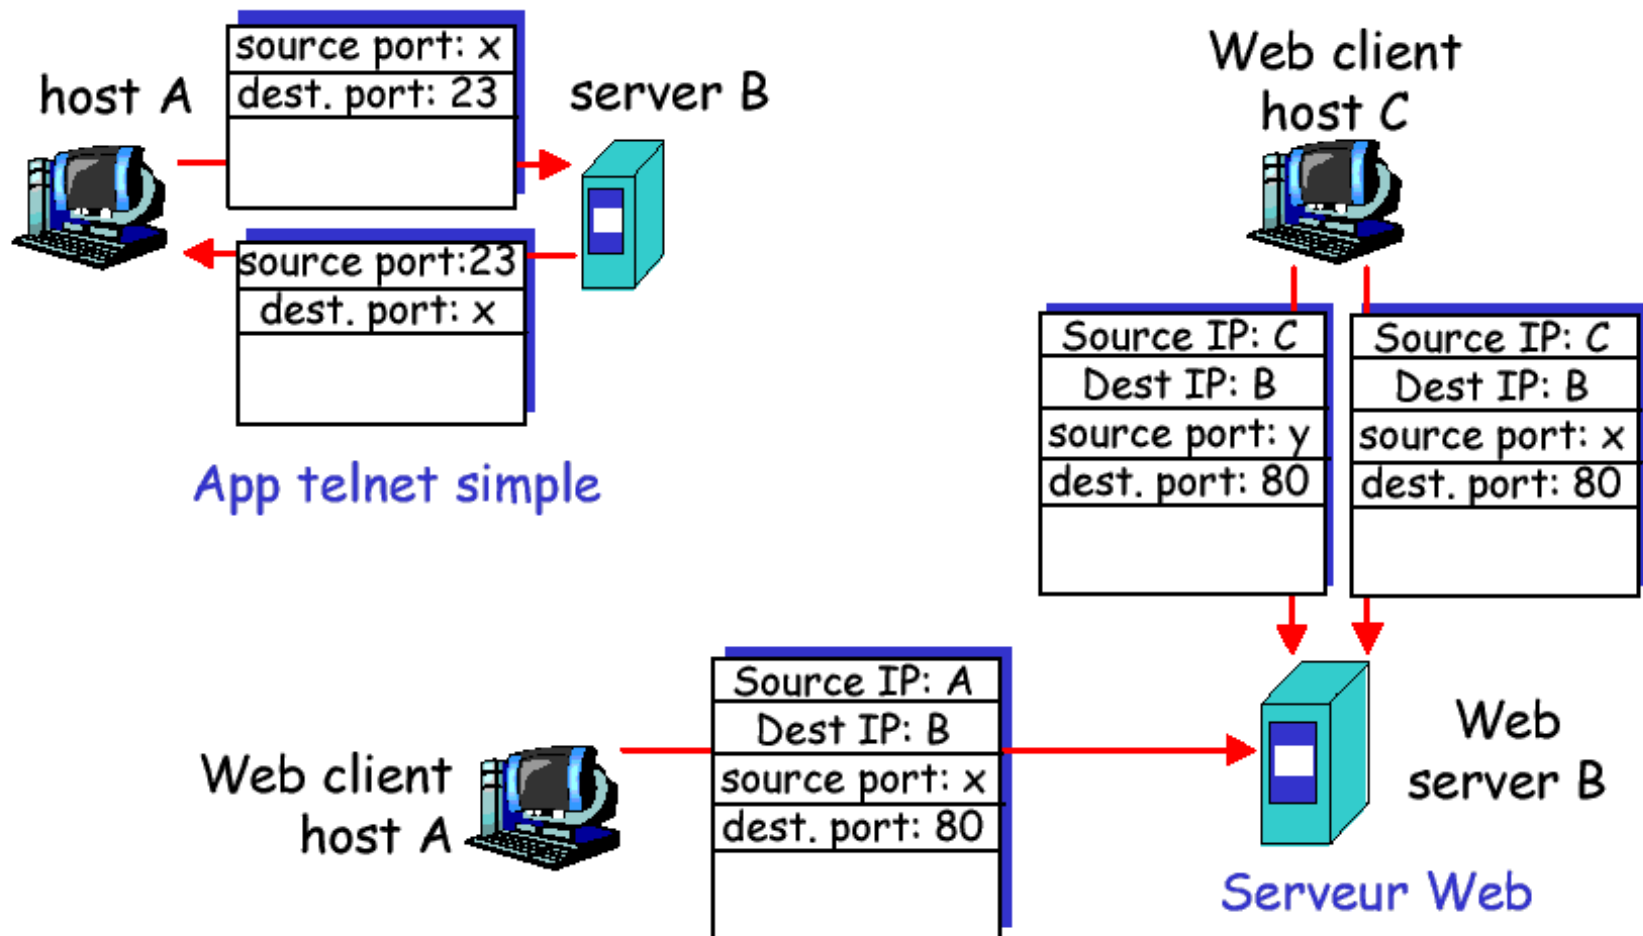 host A
source port: x
dest. port: 23
server B
source port:23
dest. port: x
App telnet simple
Web client
host C
Source IP: C
Dest IP: B
source port: y
dest. port: 80
Source IP: C
Dest IP: B
source port: x
dest. port: 80
Web client
host A
Source IP: A
Dest IP: B
source port: x
dest. port: 80
Web
server B
Serveur Web